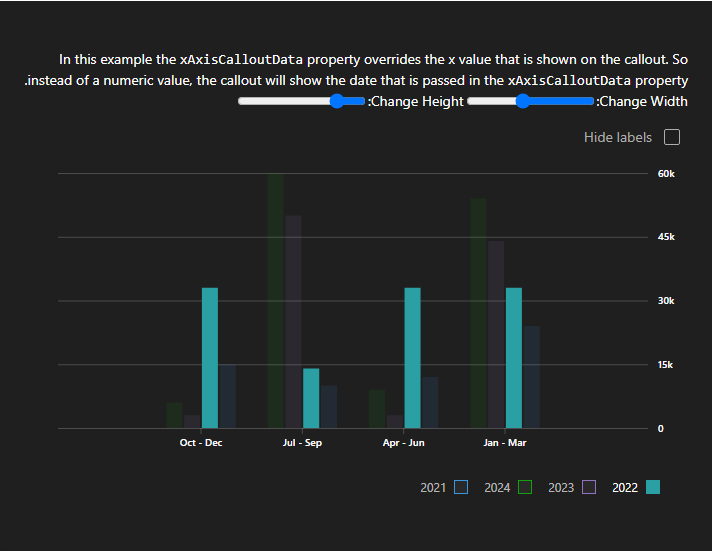 In this example the xAxisCalloutData property overrides the x value that is shown on the callout. So
.instead of a numeric value, the callout will show the date that is passed in the xAxisCalloutData property
:Change Height :Change Width
Hide labels
60k
45k
30k
15k
0
Oct - Dec Jul - Sep Apr - Jun Jan - Mar
2021 2024 2023 2022